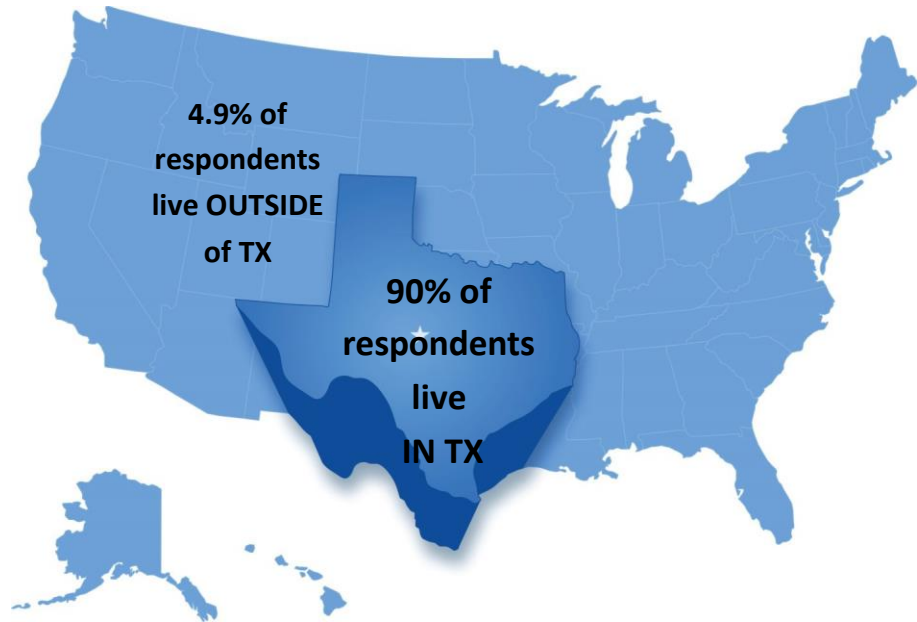 4.9% of
respondents
live OUTSIDE
of TX
90% of
respondents
live
IN TX